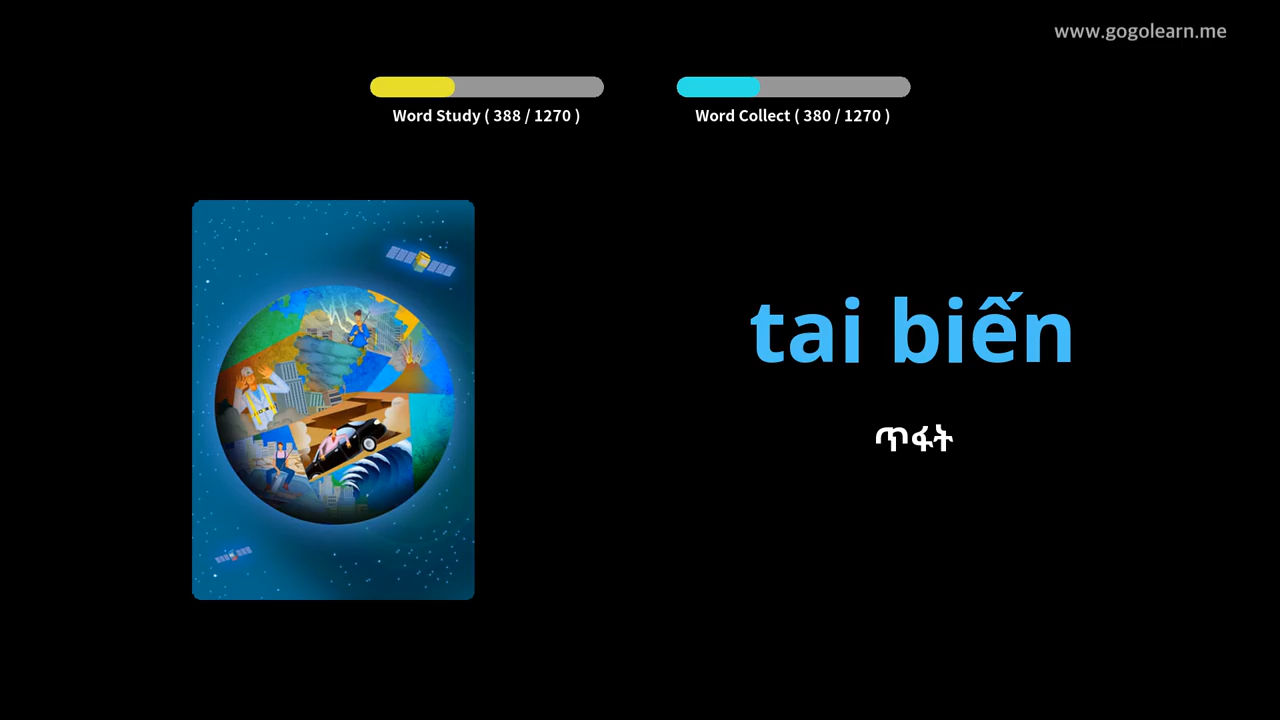 www.gogolearn.me
Word Study ( 388 / 1270 )
Word Collect ( 380 / 1270 )
tai biến
ጥፋት